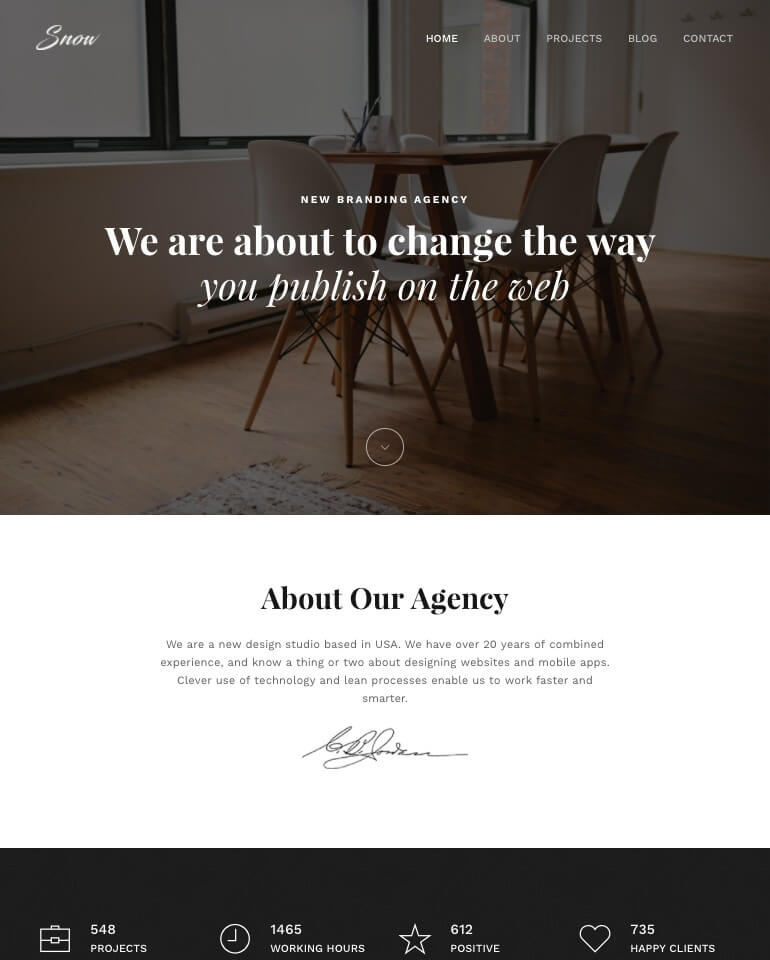 Snow
HOME ABOUT PROJECTS BLOG CONTACT
NEW BRANDING AGENCY
We are about to change the way
you publish on the web
About Our Agency
We are a new design studio based in USA. We have over 20 years of combined
experience, and know a thing or two about designing websites and mobile apps.
Clever use of technology and lean processes enable us to work faster and
smarter.
548
PROJECTS
1465
WORKING HOURS
612
POSITIVE
735
HAPPY CLIENTS